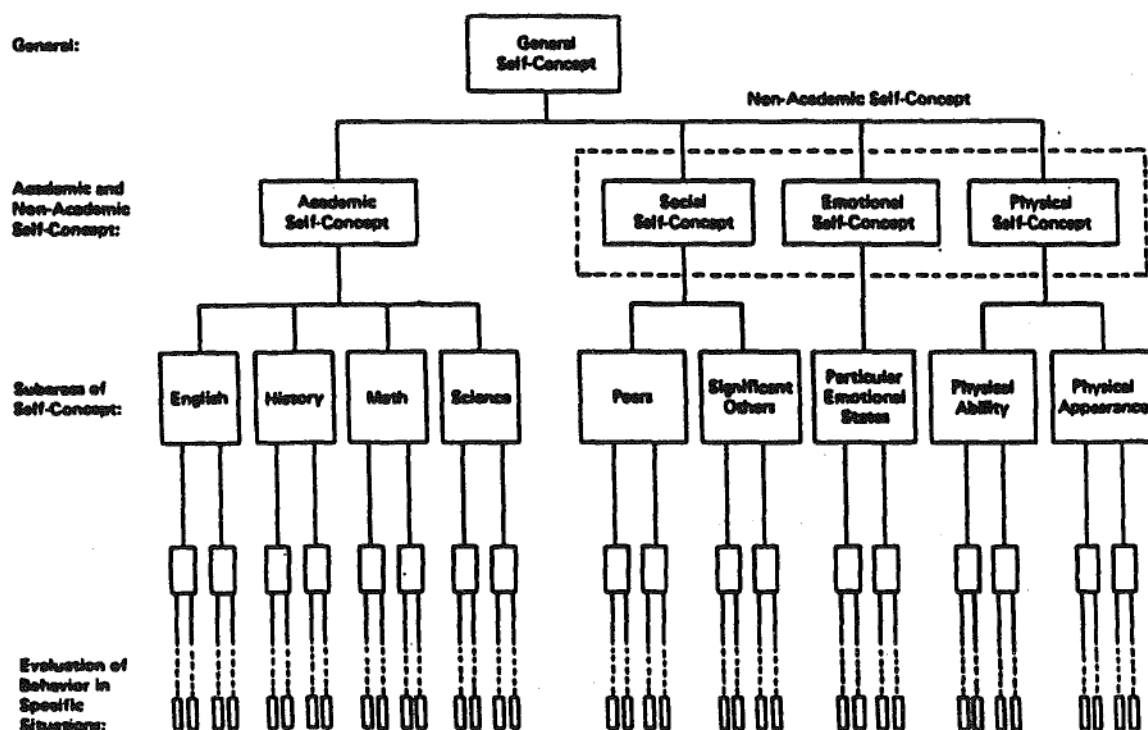 General:
General
Self-Concept
Non-Academic Self-Concept
Academic and
Non-Academic
Self-Concept:
Academic
Self-Concept
Social
Self-Concept
Emotional
Self-Concept
Physical
Self-Concept
Subareas of
Self-Concept:
English
History
Math
Science
Peers
Significant
Others
Particular
Emotional
States
Physical
Ability
Physical
Appearance
Evaluation of
Behavior in
Specific
Situations: